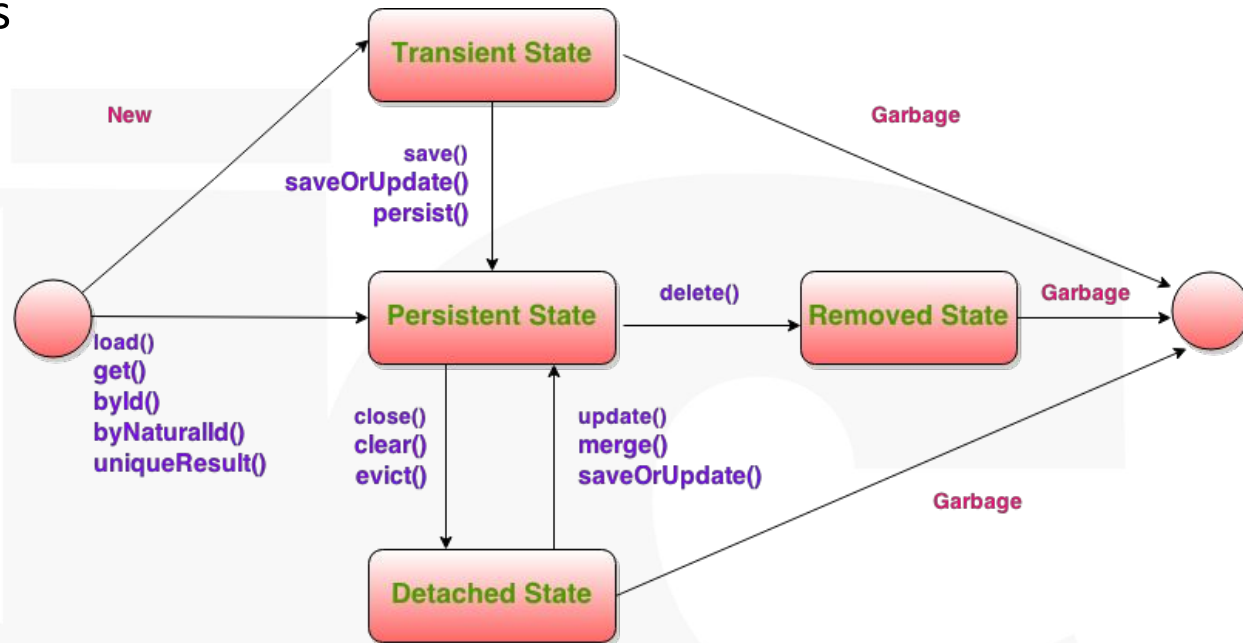 s
Transient State
New
Garbage
save()
saveOrUpdate()
persist()
Persistent State
delete()
Removed State
Garbage
load()
get()
byId()
byNaturalId()
uniqueResult()
close()
clear()
evict()
update()
merge()
saveOrUpdate()
Garbage
Detached State